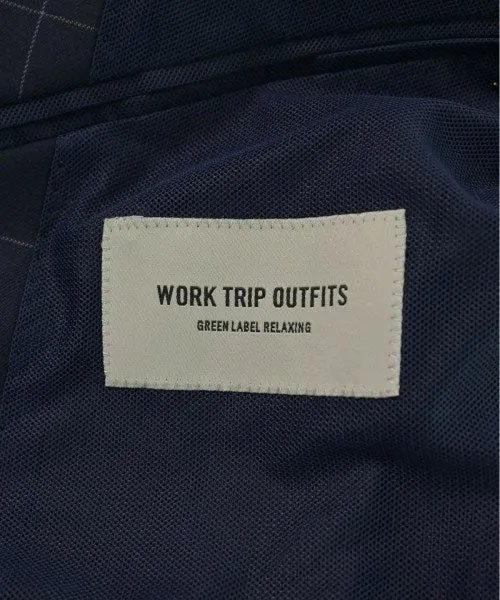 WORK TRIP OUTFITS
GREEN LABEL RELAXING